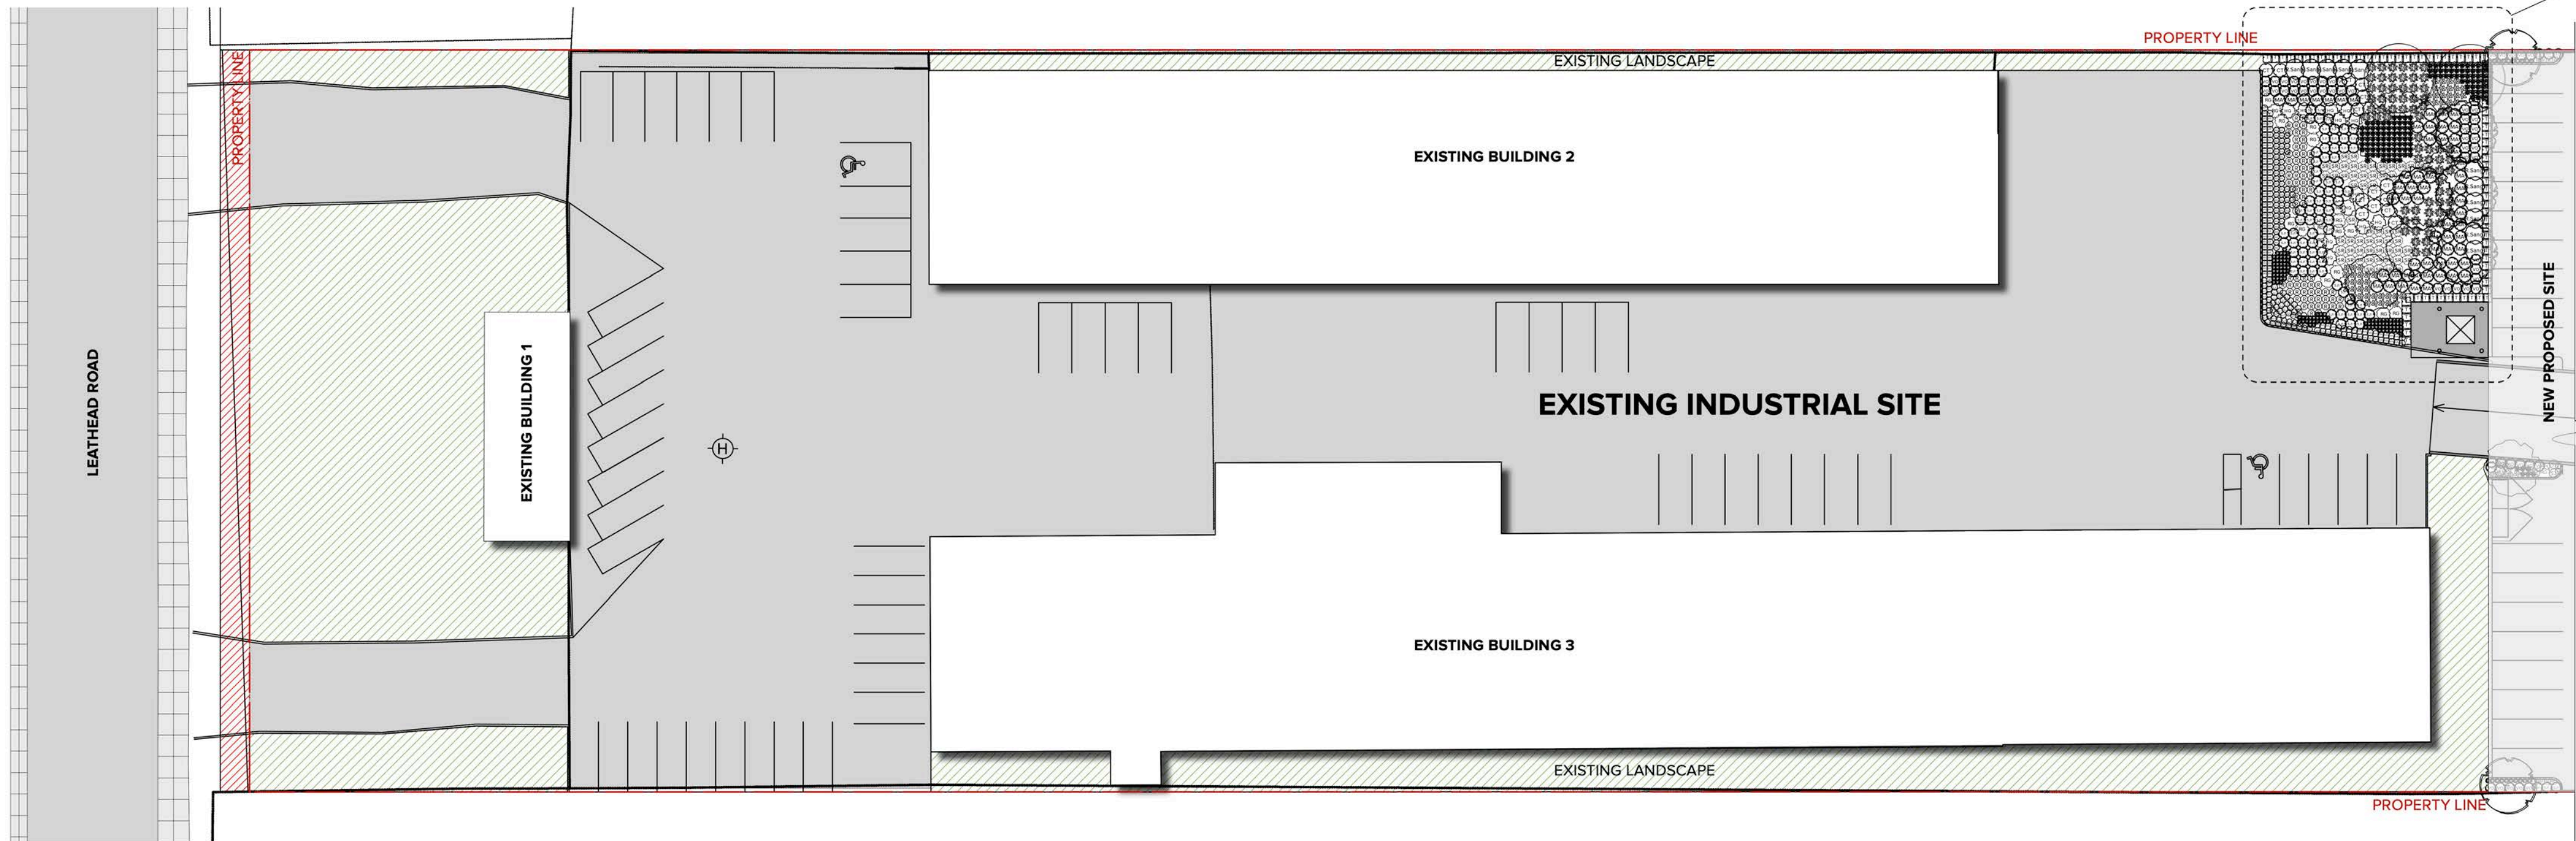 PROPERTY LINE
EXISTING LANDSCAPE
PROPERTY LINE
EXISTING BUILDING 2
LEATHEAD ROAD
EXISTING BUILDING 1
H
EXISTING INDUSTRIAL SITE
NEW PROPOSED SITE
EXISTING BUILDING 3
EXISTING LANDSCAPE
PROPERTY LINE